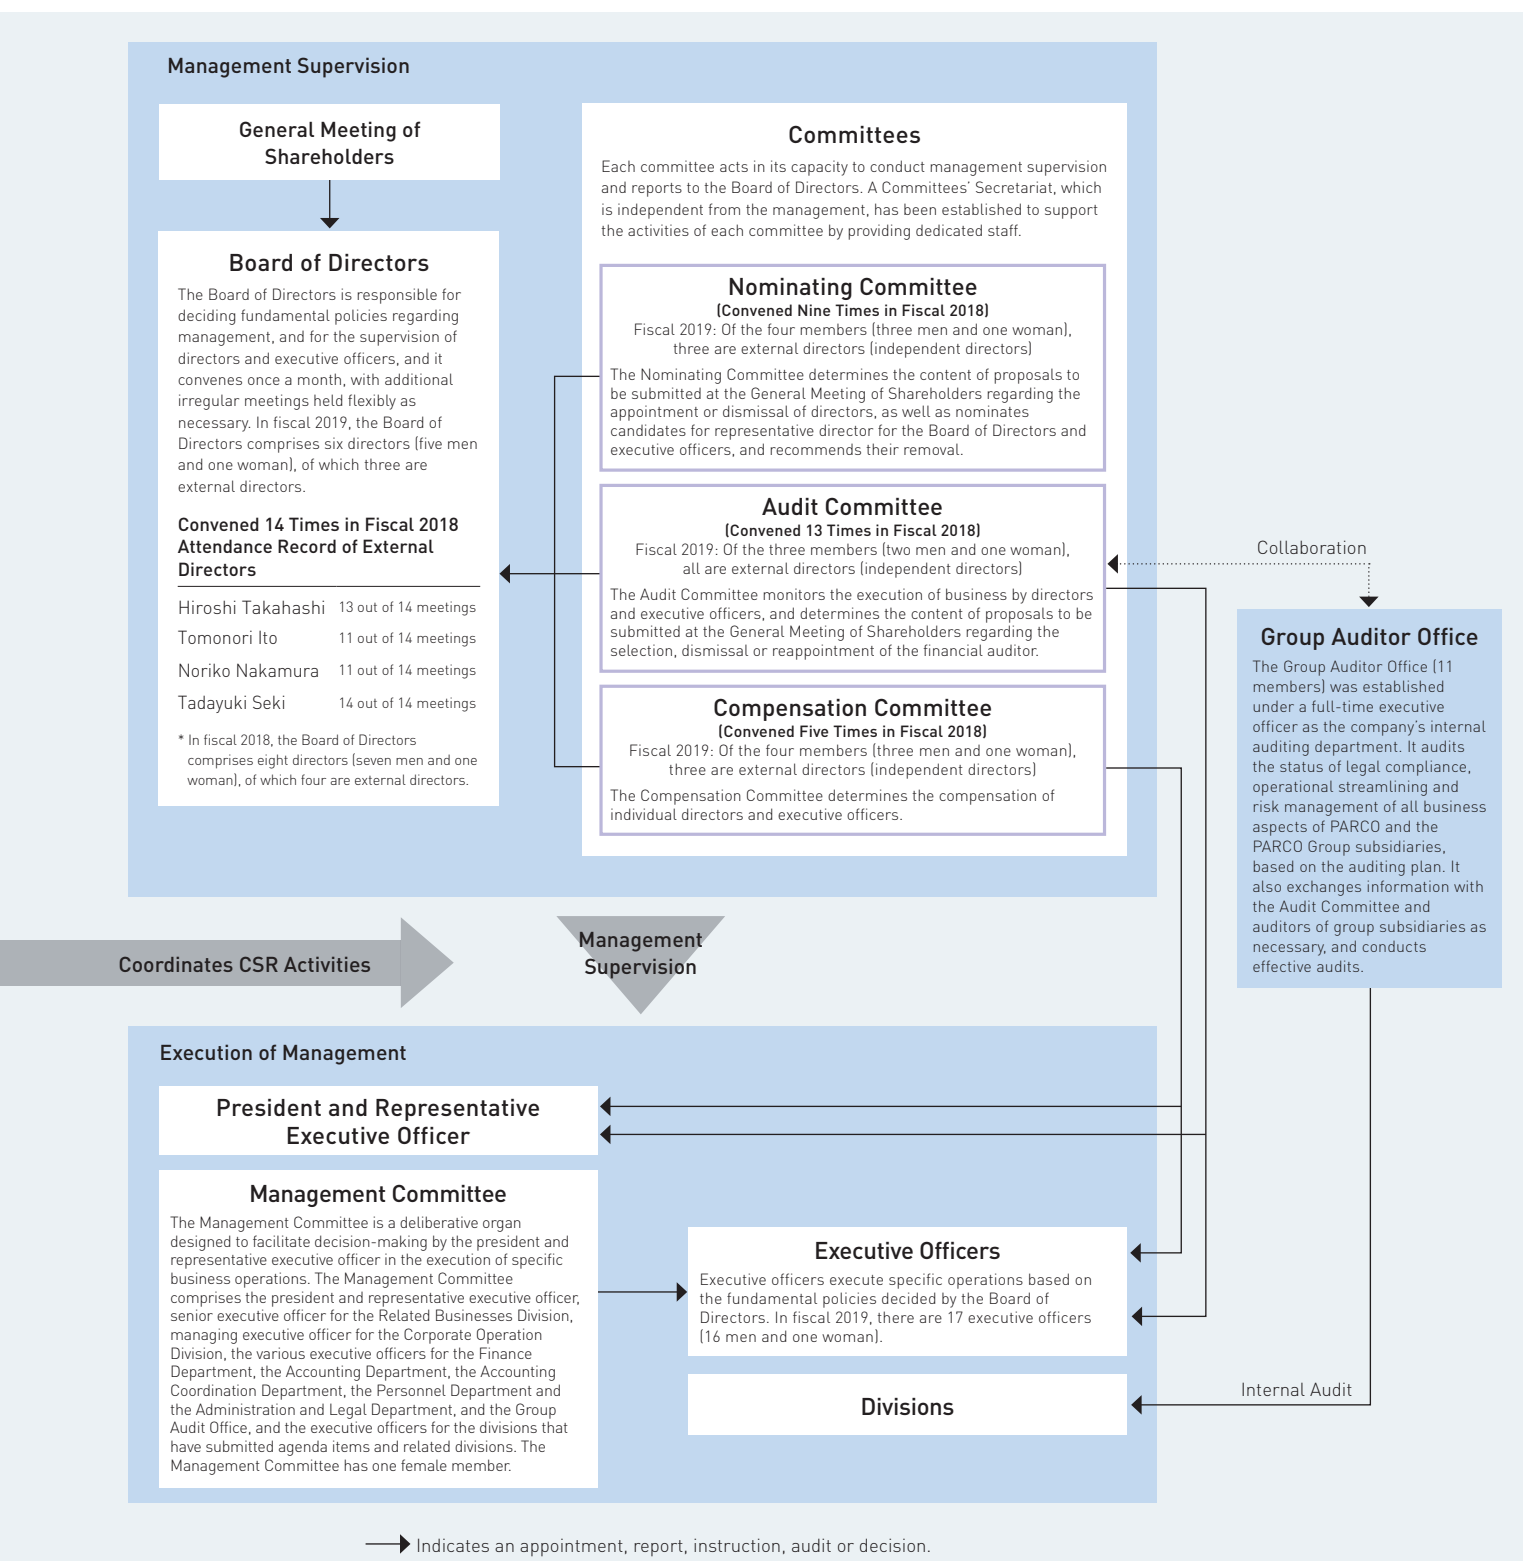 Management Supervision
General Meeting of
Shareholders
Board of Directors
The Board of Directors is responsible for
deciding fundamental policies regarding
management, and for the supervision of
directors and executive officers, and it
convenes once a month, with additional
irregular meetings held flexibly as
necessary. In fiscal 2019, the Board of
Directors comprises six directors (five men
and one woman), of which three are
external directors.
Convened 14 Times in Fiscal 2018
Attendance Record of External
Directors
Hiroshi Takahashi 13 out of 14 meetings
Tomonori Ito 11 out of 14 meetings
Noriko Nakamura 11 out of 14 meetings
Tadayuki Seki 14 out of 14 meetings
* In fiscal 2018, the Board of Directors
comprises eight directors (seven men and one
woman), of which four are external directors.
Committees
Each committee acts in its capacity to conduct management supervision
and reports to the Board of Directors. A Committees' Secretariat, which
is independent from the management, has been established to support
the activities of each committee by providing dedicated staff.
Nominating Committee
(Convened Nine Times in Fiscal 2018)
Fiscal 2019: Of the four members (three men and one woman),
three are external directors (independent directors)
The Nominating Committee determines the content of proposals to
be submitted at the General Meeting of Shareholders regarding the
appointment or dismissal of directors, as well as nominates
candidates for representative director for the Board of Directors and
executive officers, and recommends their removal.
Audit Committee
(Convened 13 Times in Fiscal 2018)
Fiscal 2019: Of the three members (two men and one woman),
all are external directors (independent directors)
The Audit Committee monitors the execution of business by directors
and executive officers, and determines the content of proposals to be
submitted at the General Meeting of Shareholders regarding the
selection, dismissal or reappointment of the financial auditor.
Compensation Committee
(Convened Five Times in Fiscal 2018)
Fiscal 2019: Of the four members (three men and one woman),
three are external directors (independent directors)
The Compensation Committee determines the compensation of
individual directors and executive officers.
Collaboration
Group Auditor Office
The Group Auditor Office (11
members) was established
under a full-time executive
officer as the company's internal
auditing department. It audits
the status of legal compliance,
operational streamlining and
risk management of all business
aspects of PARCO and the
PARCO Group subsidiaries,
based on the auditing plan. It
also exchanges information with
the Audit Committee and
auditors of group subsidiaries as
necessary, and conducts
effective audits.
Coordinates CSR Activities
Management
Supervision
Execution of Management
President and Representative
Executive Officer
Management Committee
The Management Committee is a deliberative organ
designed to facilitate decision-making by the president and
representative executive officer in the execution of specific
business operations. The Management Committee
comprises the president and representative executive officer,
senior executive officer for the Related Businesses Division,
managing executive officer for the Corporate Operation
Division, the various executive officers for the Finance
Department, the Accounting Department, the Accounting
Coordination Department, the Personnel Department and
the Administration and Legal Department, and the Group
Audit Office, and the executive officers for the divisions that
have submitted agenda items and related divisions. The
Management Committee has one female member.
Executive Officers
Executive officers execute specific operations based on
the fundamental policies decided by the Board of
Directors. In fiscal 2019, there are 17 executive officers
(16 men and one woman).
Divisions
Internal Audit
Indicates an appointment, report, instruction, audit or decision.